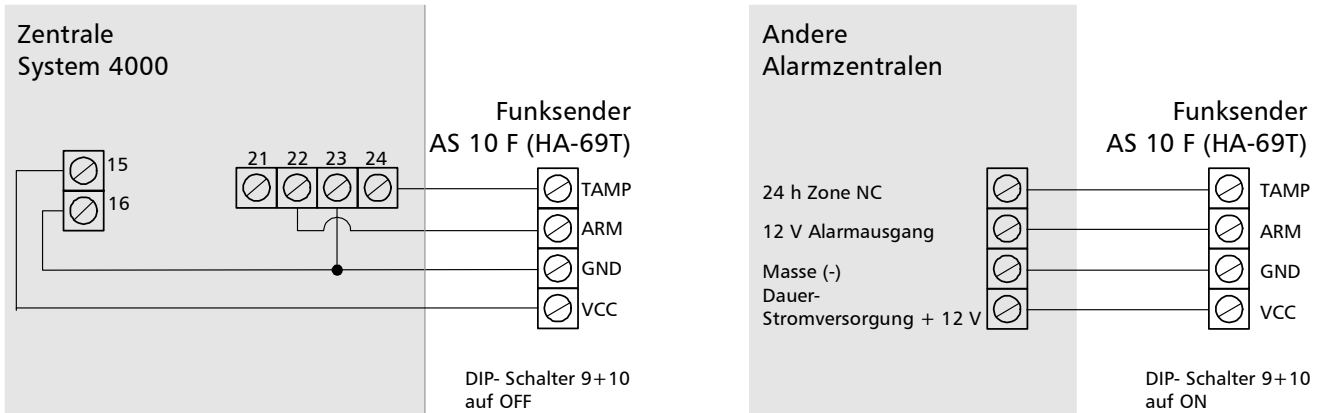 Zentrale
System 4000
Funksender
AS 10 F (HA-69T)
15
16
21 22 23 24
TAMP
ARM
GND
VCC
DIP- Schalter 9+10
auf OFF
Andere
Alarmzentralen
Funksender
AS 10 F (HA-69T)
24 h Zone NC
12 V Alarmausgang
Masse (-)
Dauer-
Stromversorgung + 12 V
TAMP
ARM
GND
VCC
DIP- Schalter 9+10
auf ON